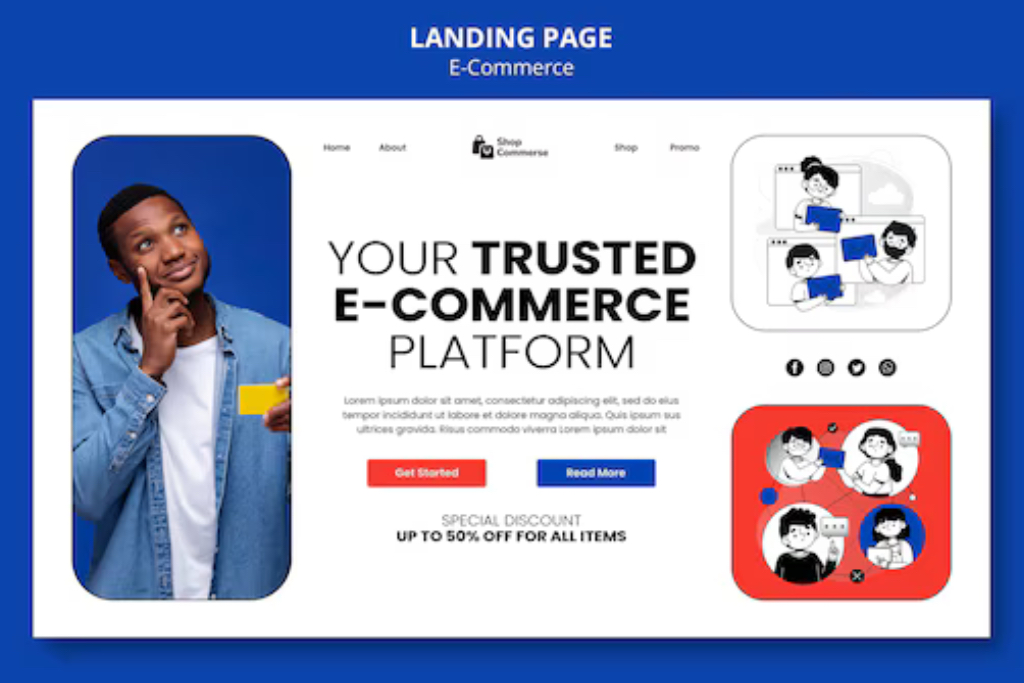 LANDING PAGE
E-Commerce
Home
About
Shop
Commerse
Shop
Promo
YOUR TRUSTED
E-COMMERCE
PLATFORM
Lorem ipsum dolor sit amet, consectetur adipiscing elit, sed do eius
tempor incididunt ut labore et dolore magna aliqua. Quis ipsum sus
ultrices gravida. Risus commodo viverra Lorem ipsum dolor sit
Get Started
Read More
SPECIAL DISCOUNT
UP TO 50% OFF FOR ALL ITEMS